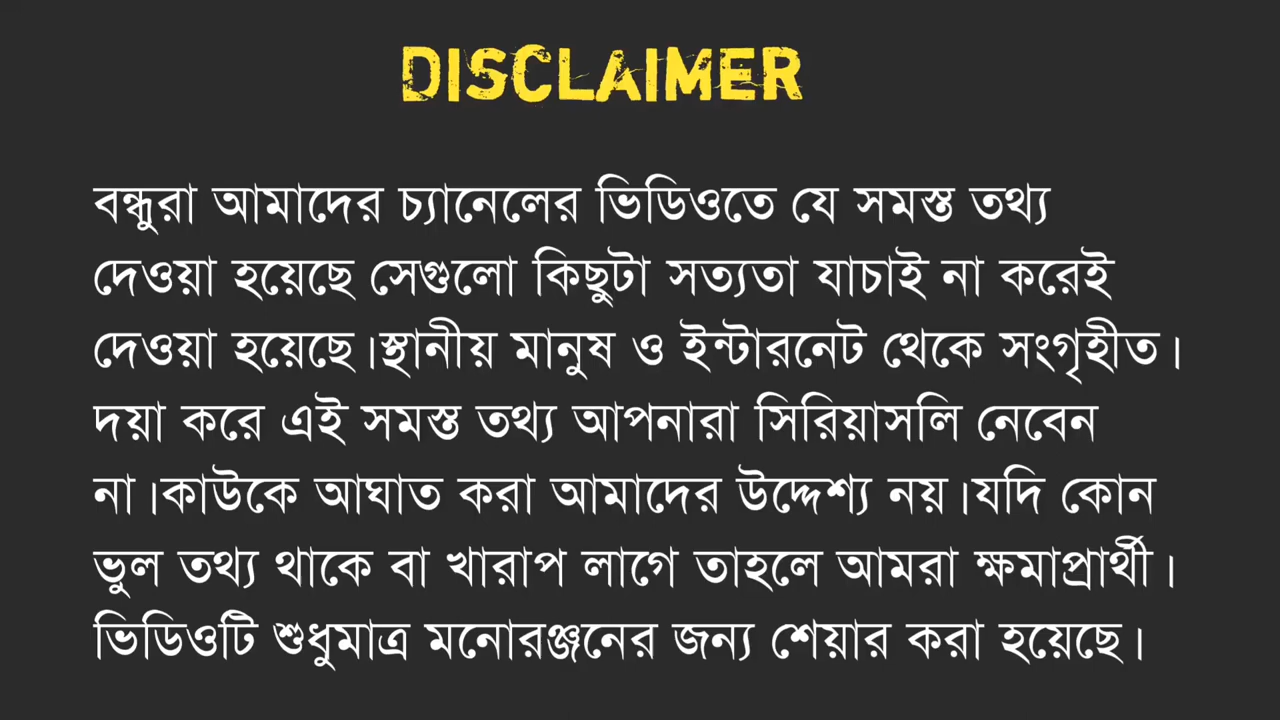 DISCLAIMER
বন্ধুরা আমাদের চ্যানেলের ভিডিওতে যে সমস্ত তথ্য
দেওয়া হয়েছে সেগুলো কিছুটা সত্যতা যাচাই না করেই
দেওয়া হয়েছে।স্থানীয় মানুষ ও ইন্টারনেট থেকে সংগৃহীত।
দয়া করে এই সমস্ত তথ্য আপনারা সিরিয়াসলি নেবেন
না।কাউকে আঘাত করা আমাদের উদ্দেশ্য নয়।যদি কোন
ভুল তথ্য থাকে বা খারাপ লাগে তাহলে আমরা ক্ষমাপ্রার্থী।
ভিডিওটি শুধুমাত্র মনোরঞ্জনের জন্য শেয়ার করা হয়েছে।